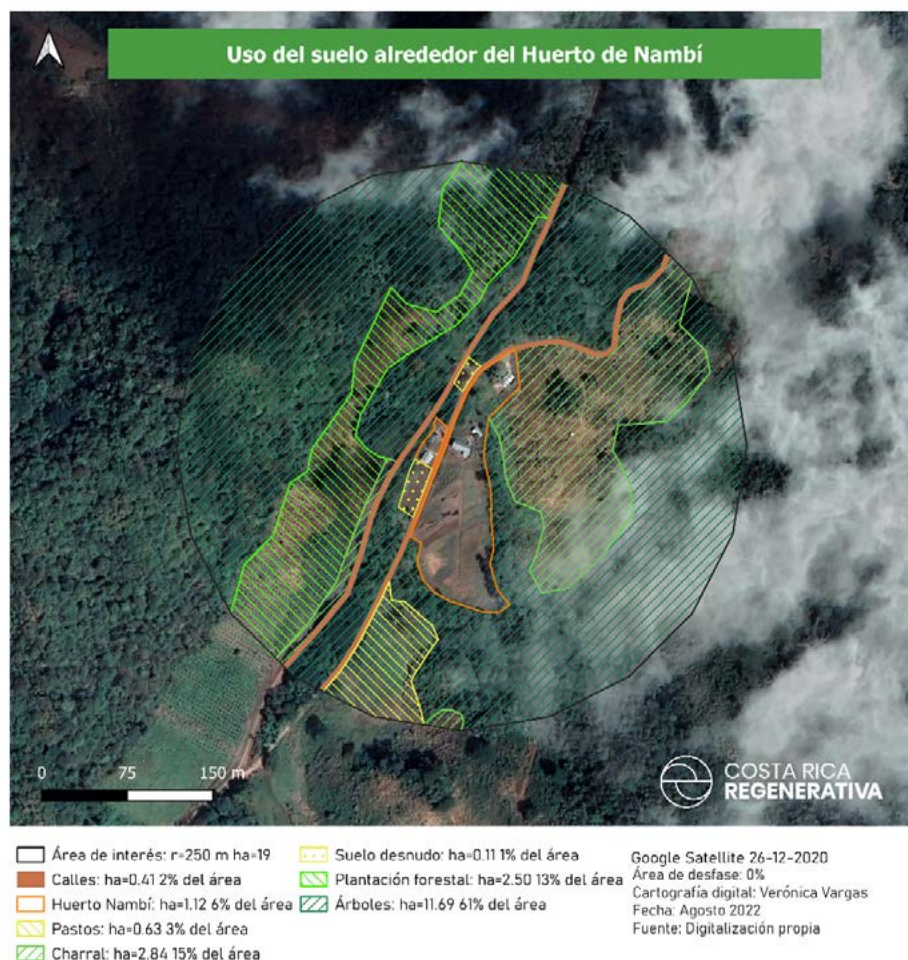 Uso del suelo alrededor del Huerto de Nambí
0 75 150 m
COSTA RICA
REGENERATIVA
Área de interés: r=250 m ha=19
Calles: ha=0.41 2% del área
Huerto Nambí: ha=1.12 6% del área
Pastos: ha=0.63 3% del área
Charral: ha=2.84 15% del área
Suelo desnudo: ha=0.11 1% del área
Plantación forestal: ha=2.50 13% del área
Árboles: ha=11.69 61% del área
Google Satellite 26-12-2020
Área de desfase: 0%
Cartografía digital: Verónica Vargas
Fecha: Agosto 2022
Fuente: Digitalización propia